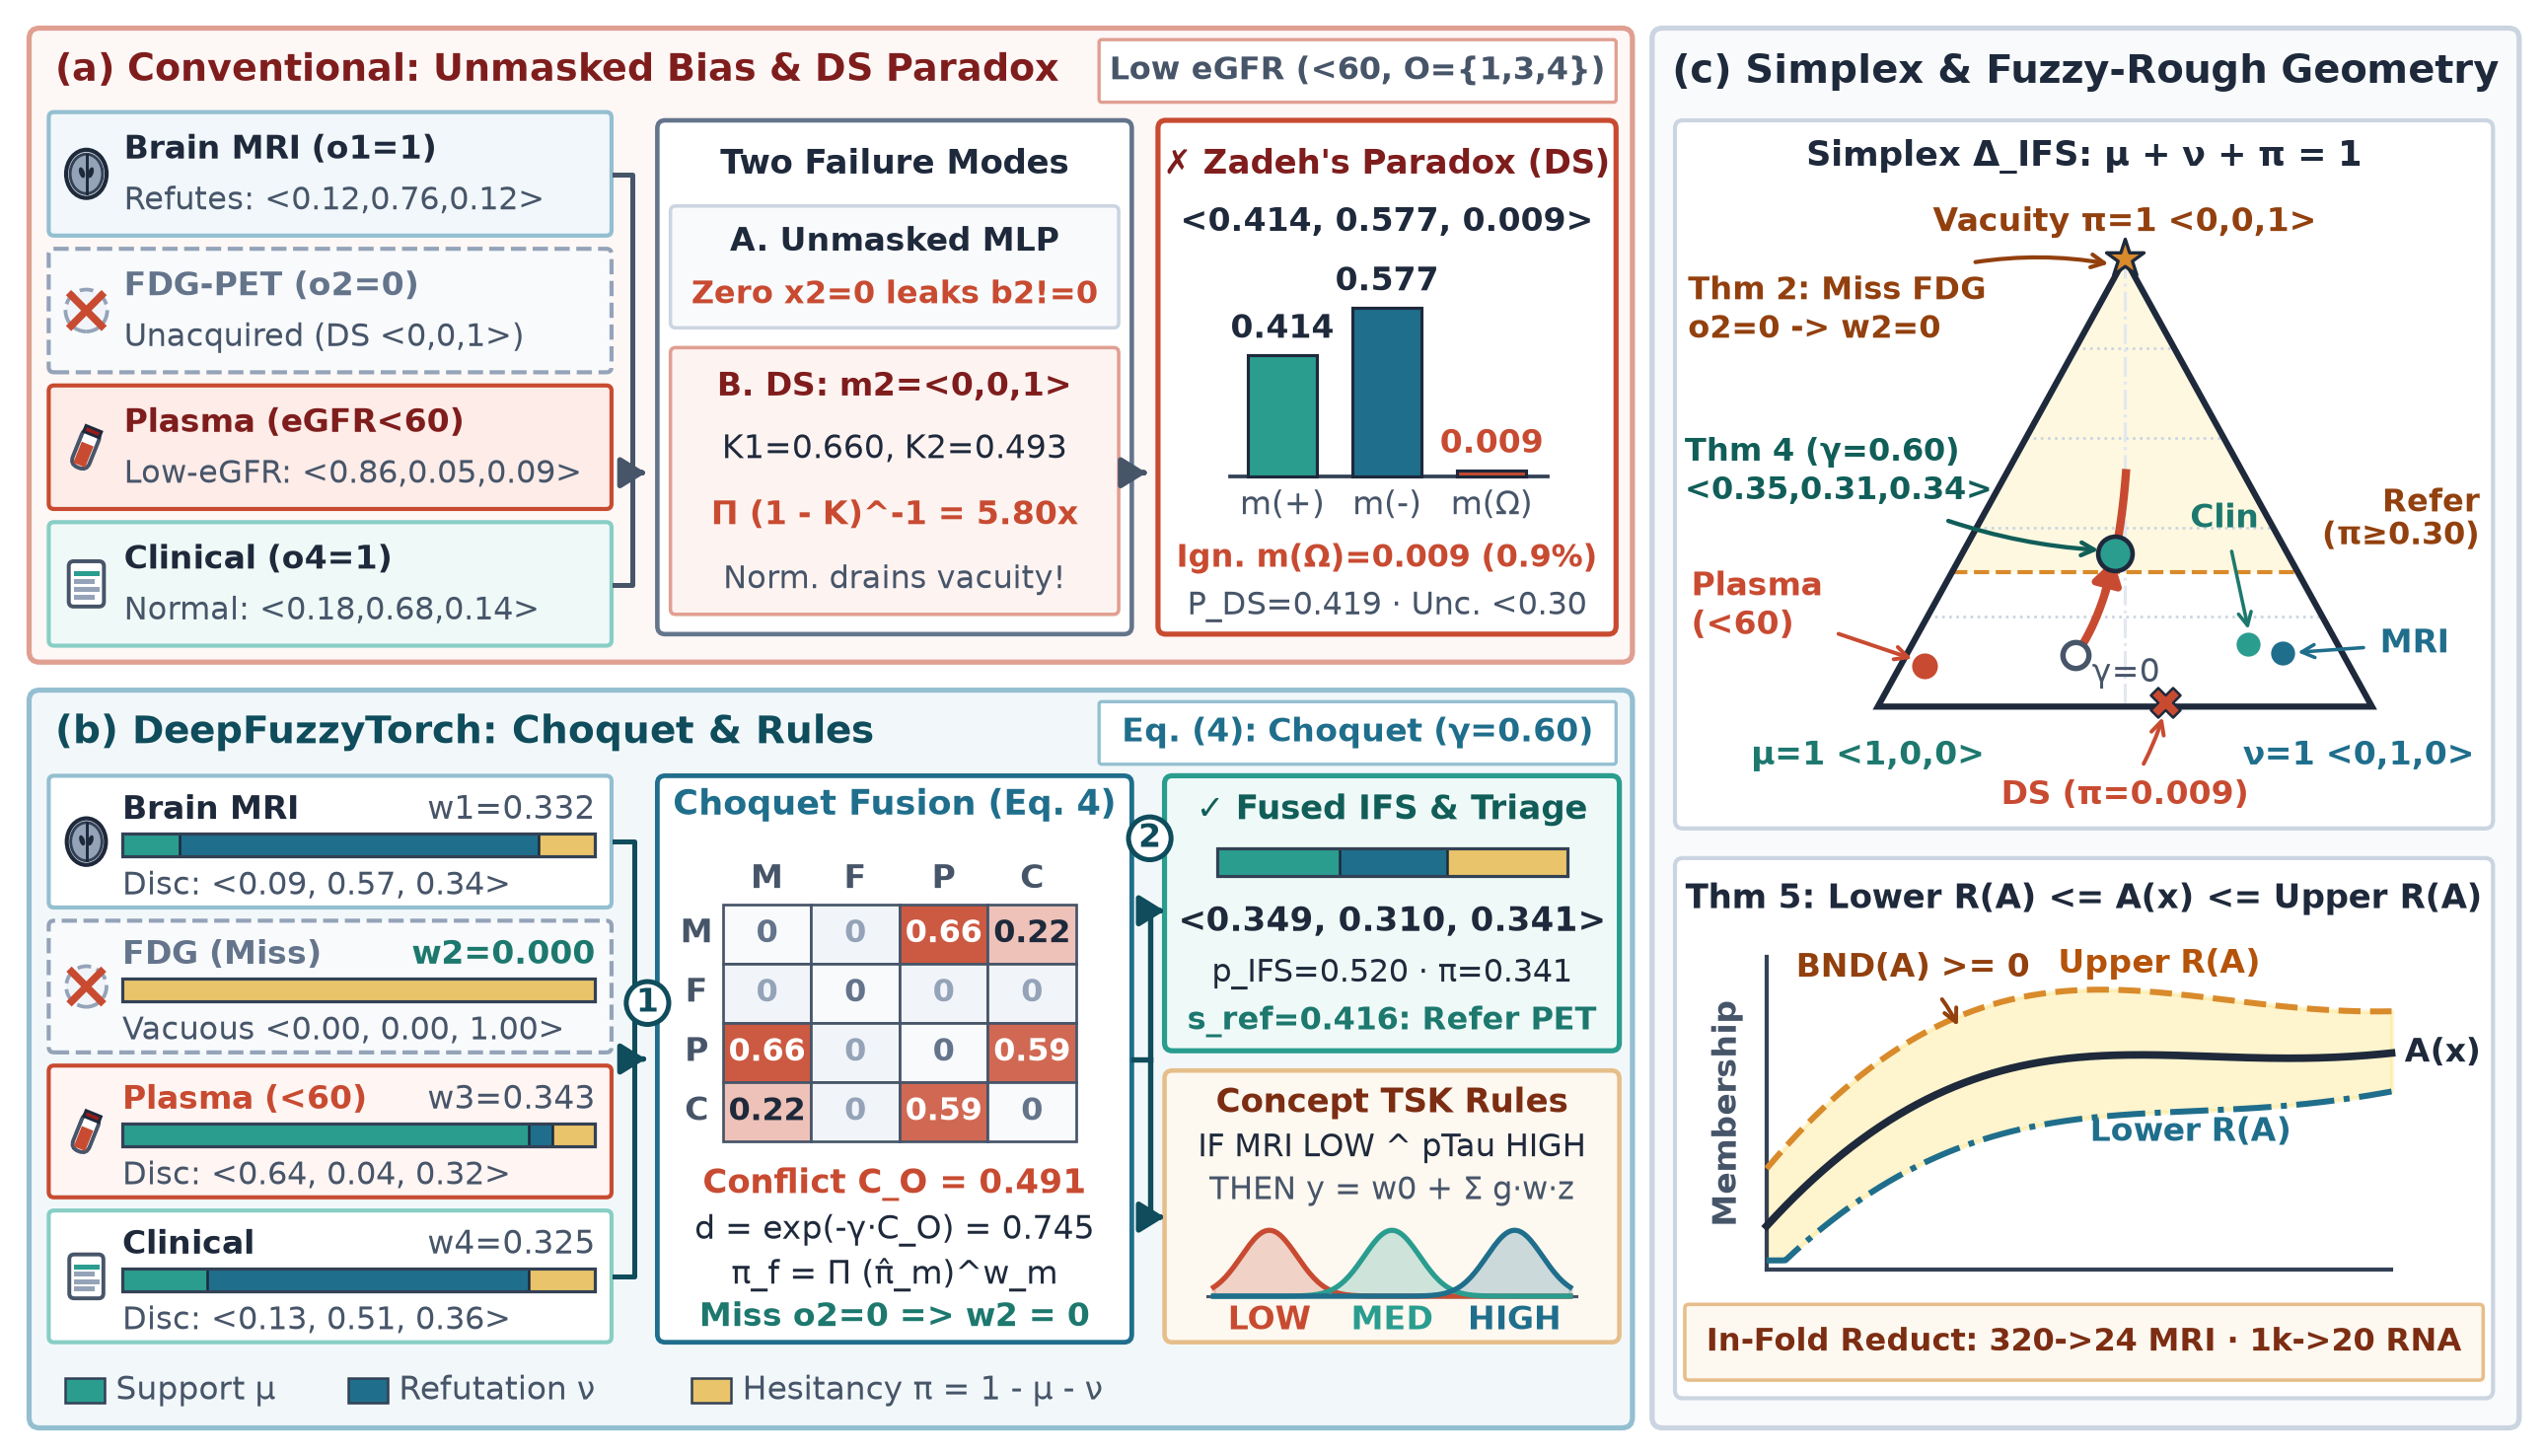 (a) Conventional: Unmasked Bias & DS Paradox
Low eGFR (<60, O={1,3,4})
Brain MRI (o1=1)
Refutes: <0.12,0.76,0.12>
FDG-PET (o2=0)
Unacquired (DS <0,0,1>)
Plasma (eGFR<60)
Low-eGFR: <0.86,0.05,0.09>
Clinical (o4=1)
Normal: <0.18,0.68,0.14>
Two Failure Modes
A. Unmasked MLP
Zero x2=0 leaks b2!=0
B. DS: m2=<0,0,1>
K1=0.660, K2=0.493
Π (1 - K)^-1 = 5.80x
Norm. drains vacuity!
✗ Zadeh's Paradox (DS)
<0.414, 0.577, 0.009>
0.577
0.414
0.009
m(+) m(-) m(Ω)
Ign. m(Ω)=0.009 (0.9%)
P_DS=0.419 · Unc. <0.30
(b) DeepFuzzyTorch: Choquet & Rules
Eq. (4): Choquet (γ=0.60)
Brain MRI w1=0.332
Disc: <0.09, 0.57, 0.34>
FDG (Miss) w2=0.000
Vacuous <0.00, 0.00, 1.00>
Plasma (<60) w3=0.343
Disc: <0.64, 0.04, 0.32>
Clinical w4=0.325
Disc: <0.13, 0.51, 0.36>
1
Choquet Fusion (Eq. 4)
M F P C
M 0 0 0.66 0.22
F 0 0 0 0
P 0.66 0 0 0.59
C 0.22 0 0.59 0
Conflict C_O = 0.491
d = exp(-γ·C_O) = 0.745
π_f = Π (π̂_m)^w_m
Miss o2=0 => w2 = 0
2
✓ Fused IFS & Triage
<0.349, 0.310, 0.341>
p_IFS=0.520 · π=0.341
s_ref=0.416: Refer PET
Concept TSK Rules
IF MRI LOW ^ pTau HIGH
THEN y = w0 + Σ g·w·z
LOW MED HIGH
Support μ
Refutation ν
Hesitancy π = 1 - μ - ν
(c) Simplex & Fuzzy-Rough Geometry
Simplex Δ_IFS: μ + ν + π = 1
Vacuity π=1 <0,0,1>
Thm 2: Miss FDG
o2=0 -> w2=0
Thm 4 (γ=0.60)
<0.35,0.31,0.34>
Clin
Refer
(π≥0.30)
Plasma
(<60)
MRI
γ=0
μ=1 <1,0,0>
ν=1 <0,1,0>
DS (π=0.009)
Thm 5: Lower R(A) <= A(x) <= Upper R(A)
BND(A) >= 0
Upper R(A)
A(x)
Lower R(A)
Membership
In-Fold Reduct: 320->24 MRI · 1k->20 RNA